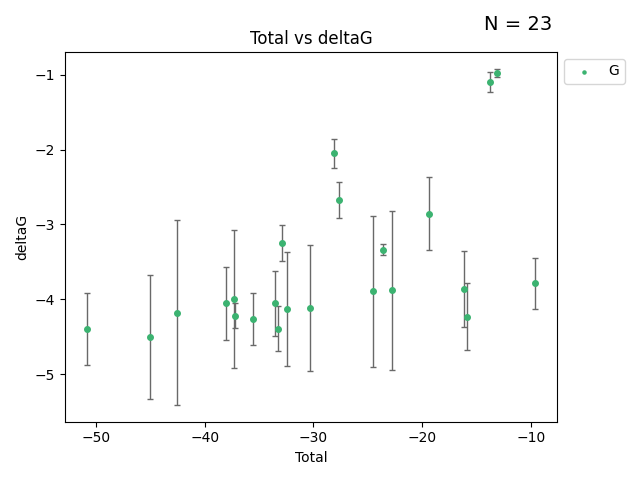 N = 23
Total vs deltaG
G
deltaG
−1
−2
−3
−4
−5
−50
−40
−30
−20
−10
Total